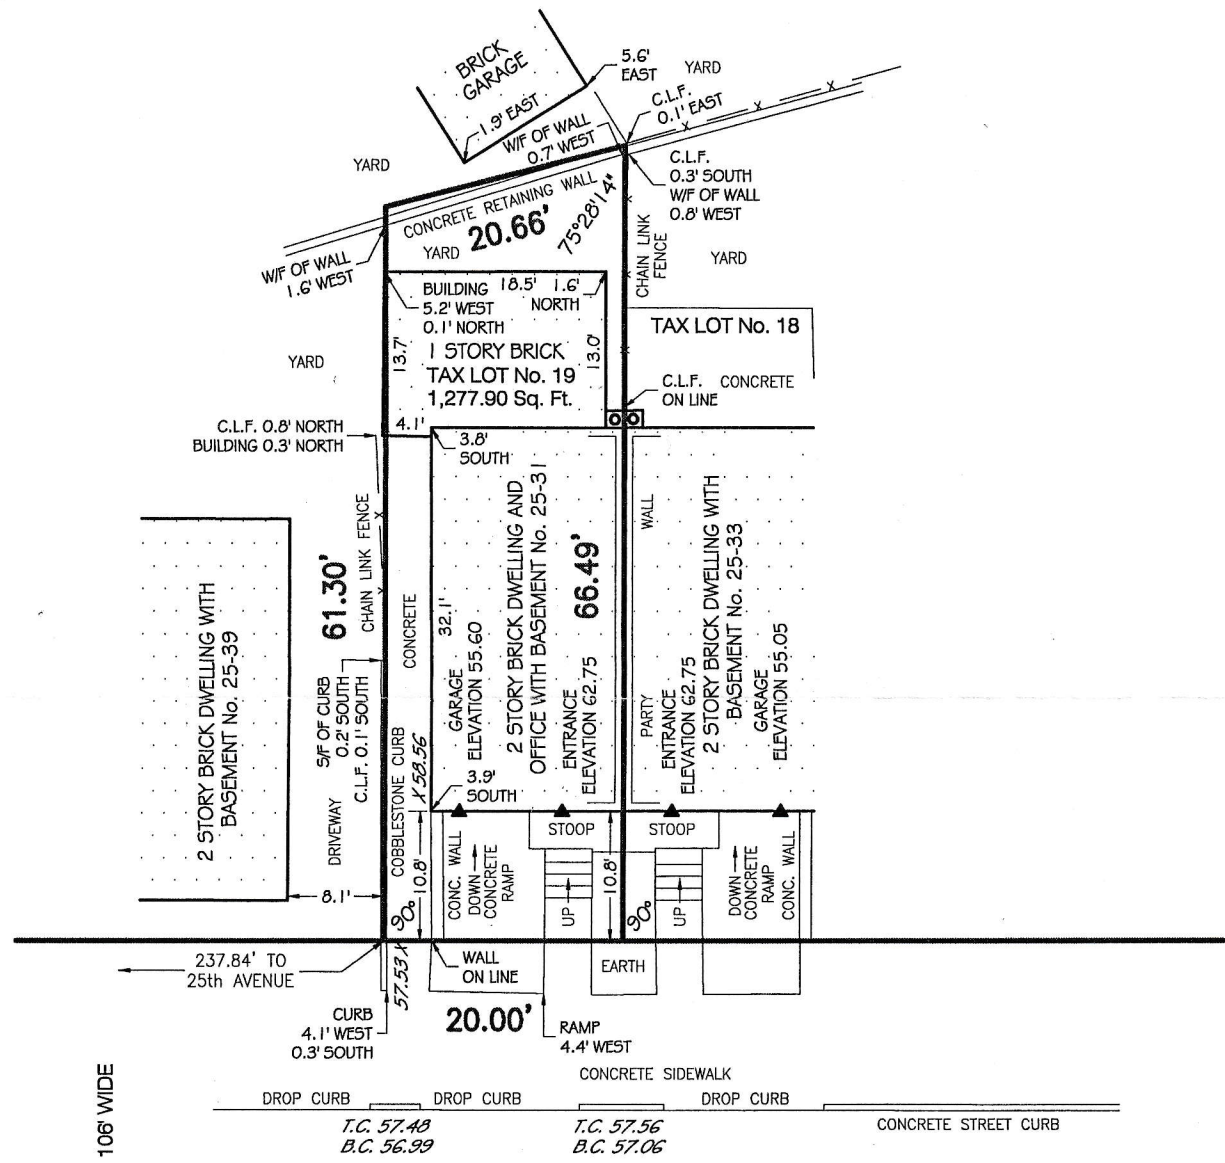 BRICK
GARAGE
5.6'
EAST
YARD
C.L.F.
0.1' EAST
1.9' EAST
W/F OF WALL
0.7' WEST
YARD
C.L.F.
0.3' SOUTH
W/F OF WALL
0.8' WEST
CONCRETE RETAINING WALL
20.66'
75°28'14"
YARD
W/F OF WALL
1.6' WEST
CHAIN LINK
FENCE
YARD
BUILDING
5.2' WEST
0.1' NORTH
18.5'
1.6'
NORTH
TAX LOT No. 18
YARD
13.7'
1 STORY BRICK
TAX LOT No. 19
1,277.90 Sq. Ft.
13.0'
C.L.F.
ON LINE
CONCRETE
C.L.F. 0.8' NORTH
BUILDING 0.3' NORTH
4.1'
3.8'
SOUTH
2 STORY BRICK DWELLING WITH
BASEMENT No. 25-39
61.30'
CHAIN LINK FENCE
CONCRETE
32.1'
GARAGE
ELEVATION 55.60
2 STORY BRICK DWELLING AND
OFFICE WITH BASEMENT No. 25-31
ENTRANCE
ELEVATION 62.75
66.49'
PARTY WALL
ENTRANCE
ELEVATION 62.75
2 STORY BRICK DWELLING WITH
BASEMENT No. 25-33
GARAGE
ELEVATION 55.05
S/F OF CURB
0.2' SOUTH
C.L.F. 0.1' SOUTH
DRIVEWAY
COBBLESTONE CURB
X 58.56
3.9'
SOUTH
8.1'
90°
10.8'
CONC. WALL
DOWN
CONCRETE
RAMP
STOOP
UP
10.8'
90°
STOOP
UP
DOWN
CONCRETE
RAMP
CONC. WALL
237.84' TO
25th AVENUE
57.53 X
WALL
ON LINE
EARTH
CURB
4.1' WEST
0.3' SOUTH
20.00'
RAMP
4.4' WEST
106' WIDE
CONCRETE SIDEWALK
DROP CURB
DROP CURB
DROP CURB
T.C. 57.48
B.C. 56.99
T.C. 57.56
B.C. 57.06
CONCRETE STREET CURB